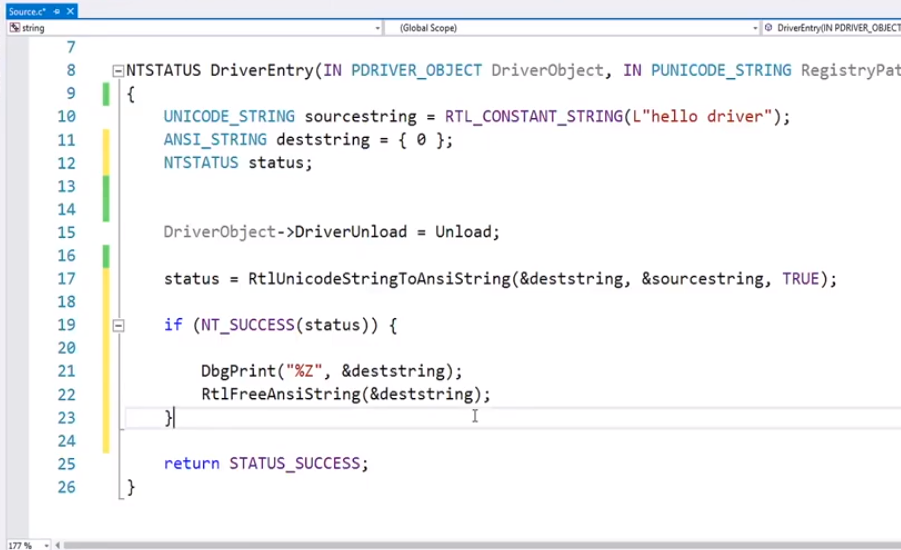 Source.c*
string (Global Scope) DriverEntry(IN PDRIVER_OBJECT
7
8 NTSTATUS DriverEntry(IN PDRIVER_OBJECT DriverObject, IN PUNICODE_STRING RegistryPat
9 {
10 UNICODE_STRING sourcestring = RTL_CONSTANT_STRING(L"hello driver");
11 ANSI_STRING deststring = { 0 };
12 NTSTATUS status;
13
14
15 DriverObject->DriverUnload = Unload;
16
17 status = RtlUnicodeStringToAnsiString(&deststring, &sourcestring, TRUE);
18
19 if (NT_SUCCESS(status)) {
20
21 DbgPrint("%Z", &deststring);
22 RtlFreeAnsiString(&deststring);
23 }
24
25 return STATUS_SUCCESS;
26 }
177 %